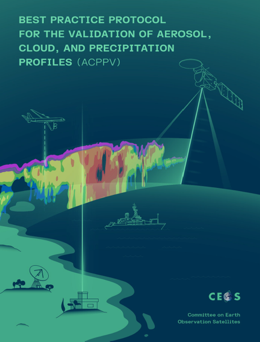 BEST PRACTICE PROTOCOL
FOR THE VALIDATION OF AEROSOL,
CLOUD, AND PRECIPITATION
PROFILES (ACPPV)
CEOS
Committee on Earth
Observation Satellites